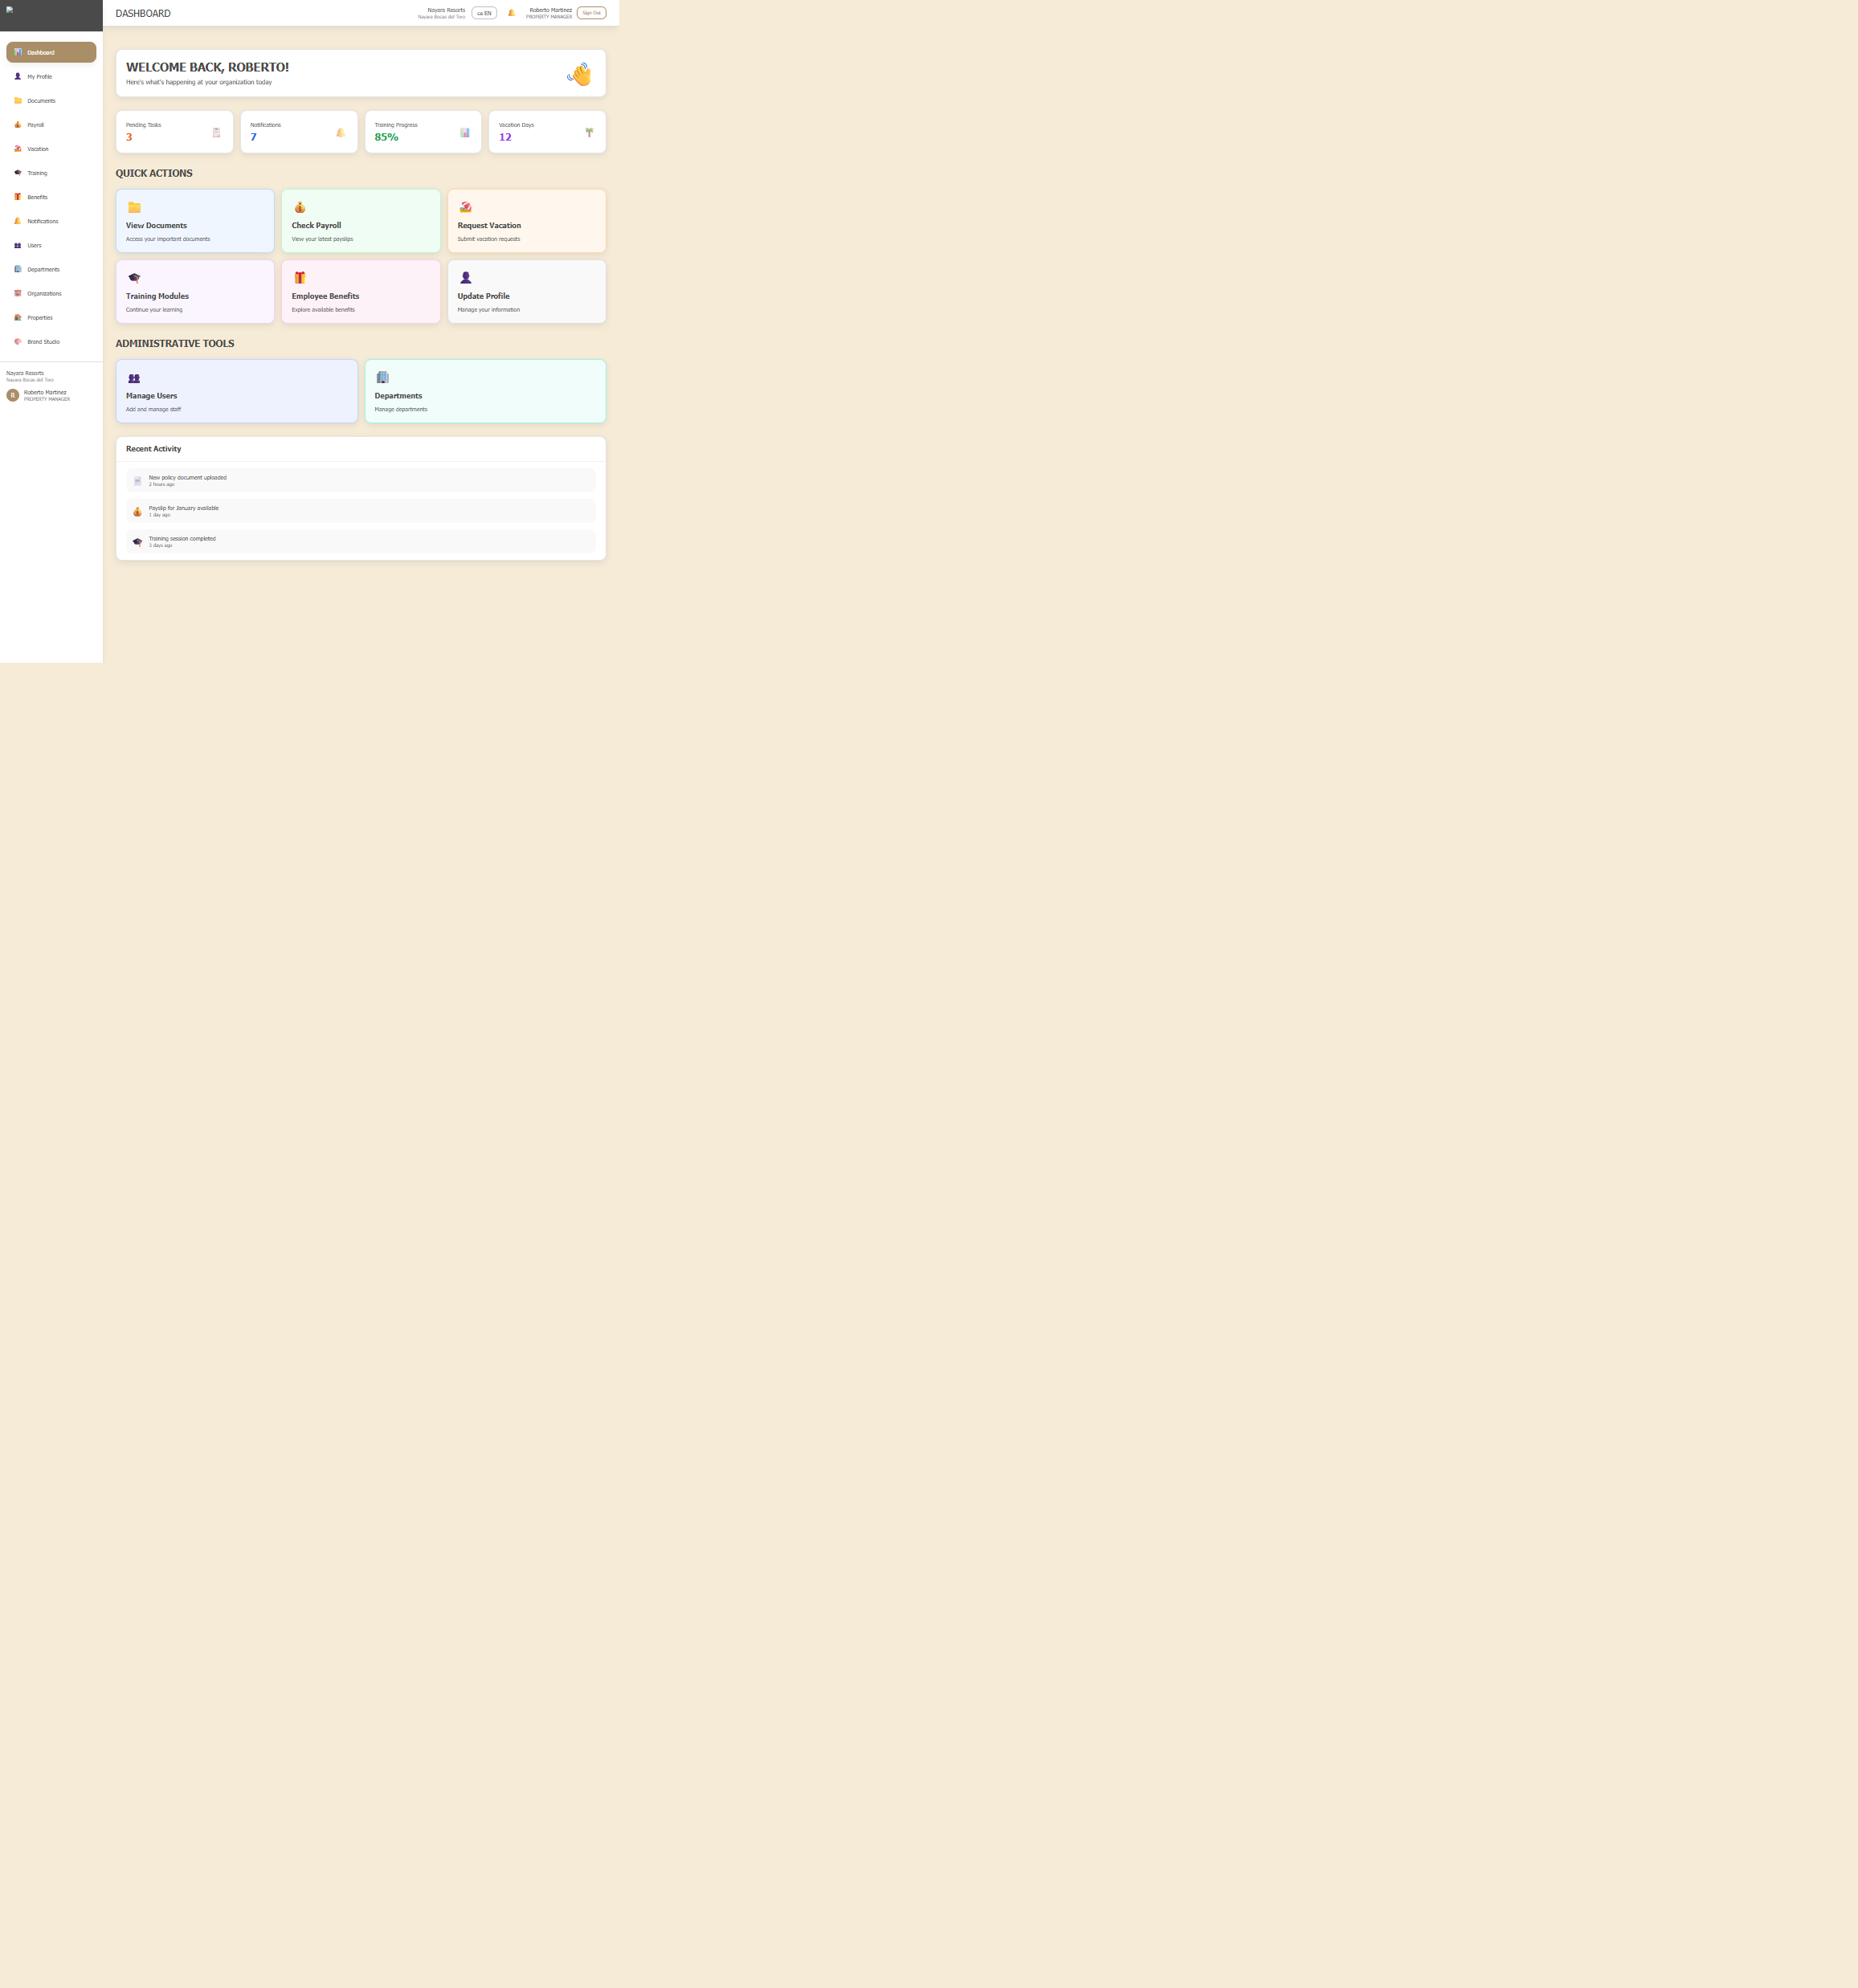 DASHBOARD
Nayara Resorts
Nayara Bocas del Toro
ca EN
Roberto Martinez
PROPERTY MANAGER
Sign Out
Dashboard
My Profile
Documents
Payroll
Vacation
Training
Benefits
Notifications
Users
Departments
Organizations
Properties
Brand Studio
Nayara Resorts
Nayara Bocas del Toro
R
Roberto Martinez
PROPERTY MANAGER
WELCOME BACK, ROBERTO!
Here's what's happening at your organization today
Pending Tasks
3
Notifications
7
Training Progress
85%
Vacation Days
12
QUICK ACTIONS
View Documents
Access your important documents
Check Payroll
View your latest payslips
Request Vacation
Submit vacation requests
Training Modules
Continue your learning
Employee Benefits
Explore available benefits
Update Profile
Manage your information
ADMINISTRATIVE TOOLS
Manage Users
Add and manage staff
Departments
Manage departments
Recent Activity
New policy document uploaded
2 hours ago
Payslip for January available
1 day ago
Training session completed
3 days ago